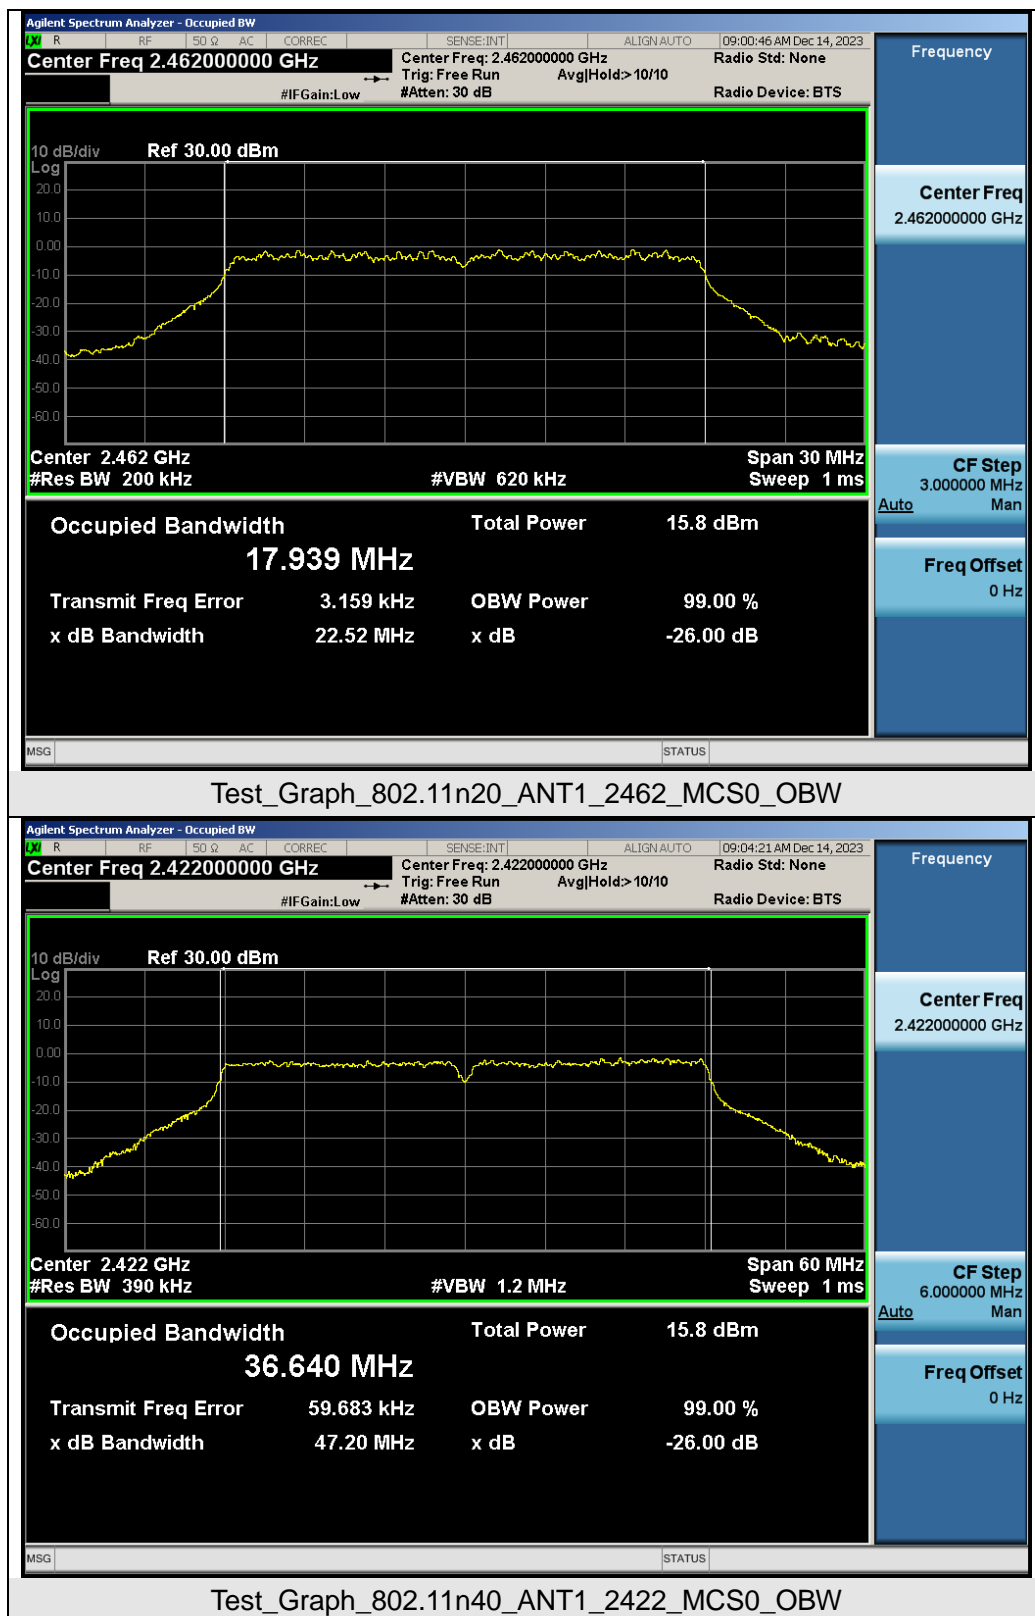 Agilent Spectrum Analyzer - Occupied BW
LXI R RF 50 Ω AC CORREC SENSE:INT ALIGN AUTO 09:00:46 AM Dec 14, 2023
Center Freq 2.462000000 GHz
Center Freq: 2.462000000 GHz
Radio Std: None
Trig: Free Run Avg|Hold:>10/10
#IFGain:Low
#Atten: 30 dB
Radio Device: BTS
Frequency
10 dB/div Ref 30.00 dBm
Log
20.0
10.0
0.00
-10.0
-20.0
-30.0
-40.0
-50.0
-60.0
Center 2.462 GHz Span 30 MHz
#Res BW 200 kHz #VBW 620 kHz Sweep 1 ms
Center Freq
2.462000000 GHz
CF Step
3.000000 MHz
Auto Man
Freq Offset
0 Hz
Occupied Bandwidth Total Power 15.8 dBm
17.939 MHz
Transmit Freq Error 3.159 kHz OBW Power 99.00 %
x dB Bandwidth 22.52 MHz x dB -26.00 dB
MSG STATUS
Test_Graph_802.11n20_ANT1_2462_MCS0_OBW
Agilent Spectrum Analyzer - Occupied BW
LXI R RF 50 Ω AC CORREC SENSE:INT ALIGN AUTO 09:04:21 AM Dec 14, 2023
Center Freq 2.422000000 GHz
Center Freq: 2.422000000 GHz
Radio Std: None
Trig: Free Run Avg|Hold:>10/10
#IFGain:Low
#Atten: 30 dB
Radio Device: BTS
Frequency
10 dB/div Ref 30.00 dBm
Log
20.0
10.0
0.00
-10.0
-20.0
-30.0
-40.0
-50.0
-60.0
Center 2.422 GHz Span 60 MHz
#Res BW 390 kHz #VBW 1.2 MHz Sweep 1 ms
Center Freq
2.422000000 GHz
CF Step
6.000000 MHz
Auto Man
Freq Offset
0 Hz
Occupied Bandwidth Total Power 15.8 dBm
36.640 MHz
Transmit Freq Error 59.683 kHz OBW Power 99.00 %
x dB Bandwidth 47.20 MHz x dB -26.00 dB
MSG STATUS
Test_Graph_802.11n40_ANT1_2422_MCS0_OBW